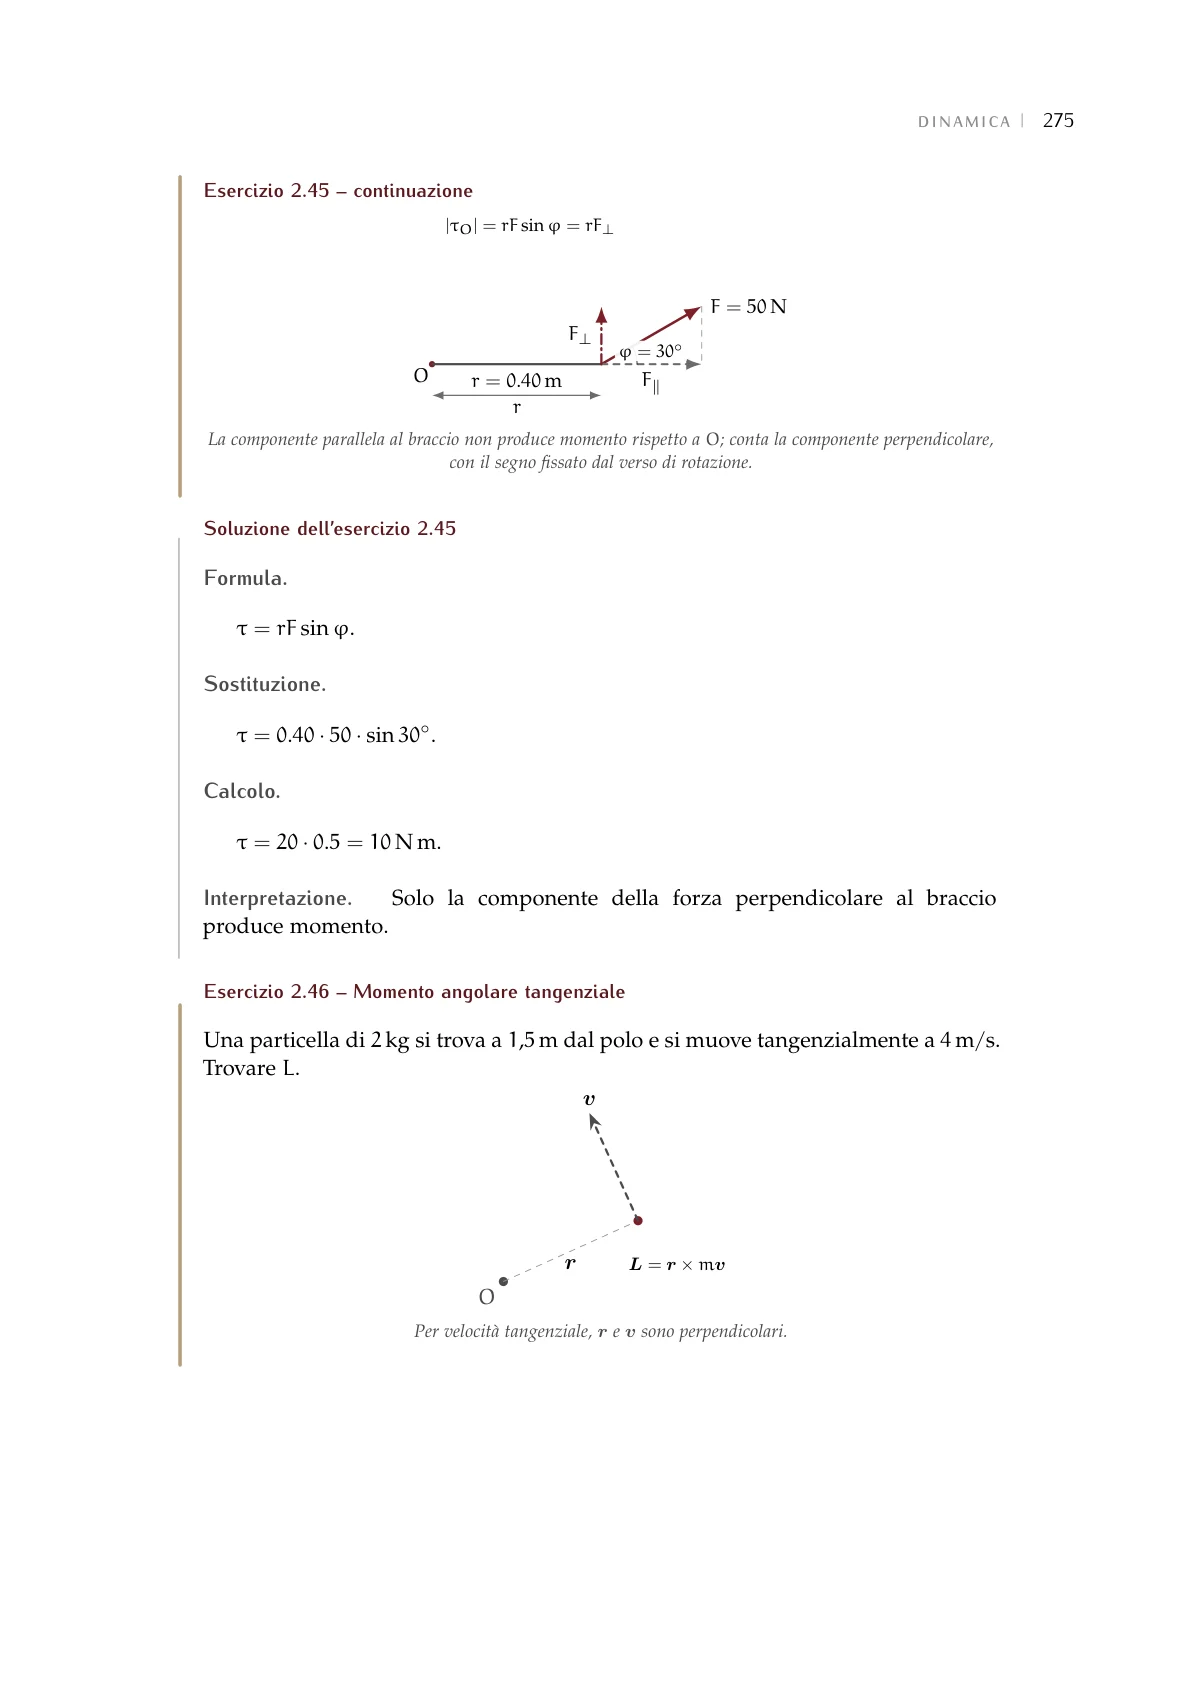 DINAMICA | 275
Esercizio 2.45 – continuazione
|τ_O| = rF sin φ = rF_⊥
F = 50 N
F_⊥
φ = 30°
O
r = 0.40 m
F_∥
r
La componente parallela al braccio non produce momento rispetto a O; conta la componente perpendicolare,
con il segno fissato dal verso di rotazione.
Soluzione dell'esercizio 2.45
Formula.
τ = rF sin φ.
Sostituzione.
τ = 0.40 · 50 · sin 30°.
Calcolo.
τ = 20 · 0.5 = 10 N m.
Interpretazione. Solo la componente della forza perpendicolare al braccio
produce momento.
Esercizio 2.46 – Momento angolare tangenziale
Una particella di 2 kg si trova a 1,5 m dal polo e si muove tangenzialmente a 4 m/s.
Trovare L.
v
r
L = r × mv
O
Per velocità tangenziale, r e v sono perpendicolari.